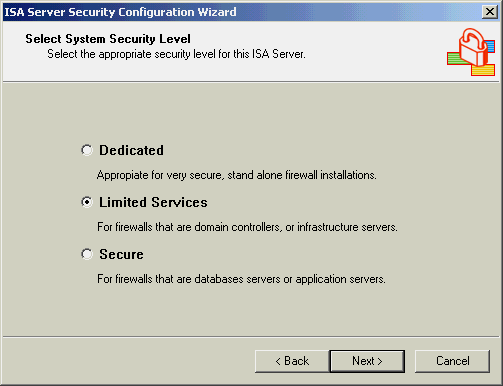 ISA Server Security Configuration Wizard
Select System Security Level
Select the appropriate security level for this ISA Server.
Dedicated
Appropiate for very secure, stand alone firewall installations.
Limited Services
For firewalls that are domain controllers, or infrastructure servers.
Secure
For firewalls that are databases servers or application servers.
< Back Next > Cancel